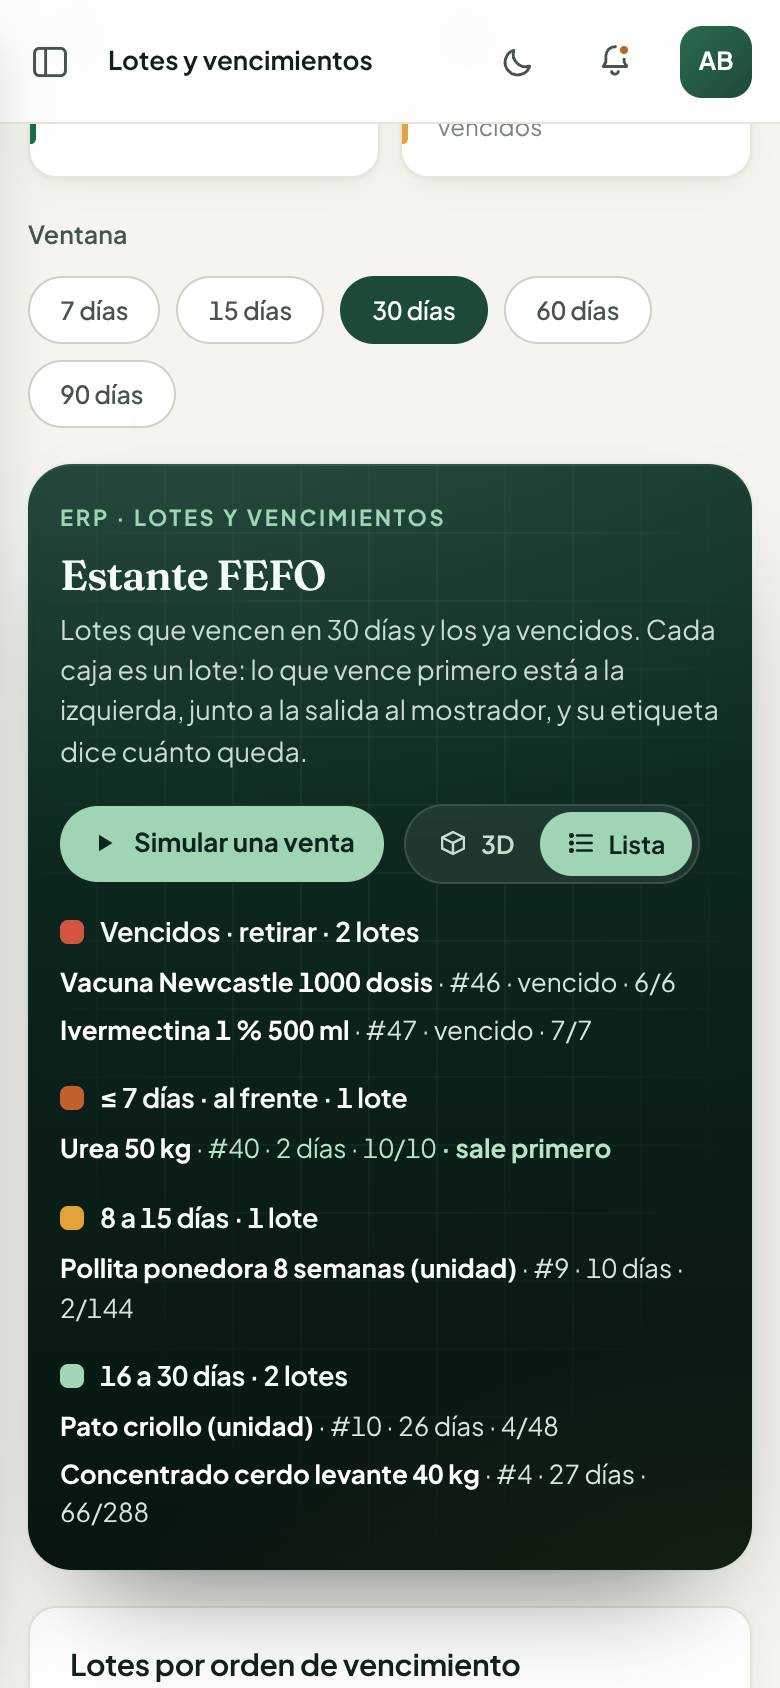 Lotes y vencimientos
AB
vencidos
Ventana
7 días
15 días
30 días
60 días
90 días
ERP · LOTES Y VENCIMIENTOS
Estante FEFO
Lotes que vencen en 30 días y los ya vencidos. Cada
caja es un lote: lo que vence primero está a la
izquierda, junto a la salida al mostrador, y su etiqueta
dice cuánto queda.
Simular una venta
3D
Lista
Vencidos · retirar · 2 lotes
Vacuna Newcastle 1000 dosis · #46 · vencido · 6/6
Ivermectina 1 % 500 ml · #47 · vencido · 7/7
≤ 7 días · al frente · 1 lote
Urea 50 kg · #40 · 2 días · 10/10 · sale primero
8 a 15 días · 1 lote
Pollita ponedora 8 semanas (unidad) · #9 · 10 días ·
2/144
16 a 30 días · 2 lotes
Pato criollo (unidad) · #10 · 26 días · 4/48
Concentrado cerdo levante 40 kg · #4 · 27 días ·
66/288
Lotes por orden de vencimiento